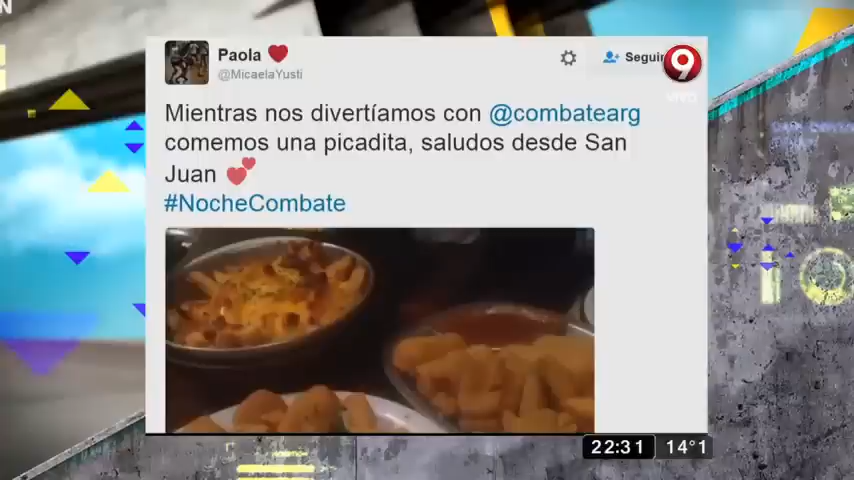 N
Paola
@MicaelaYusti
Seguir
9
VIVO
Mientras nos divertíamos con @combatearg
comemos una picadita, saludos desde San
Juan
#NocheCombate
22:31 14°1